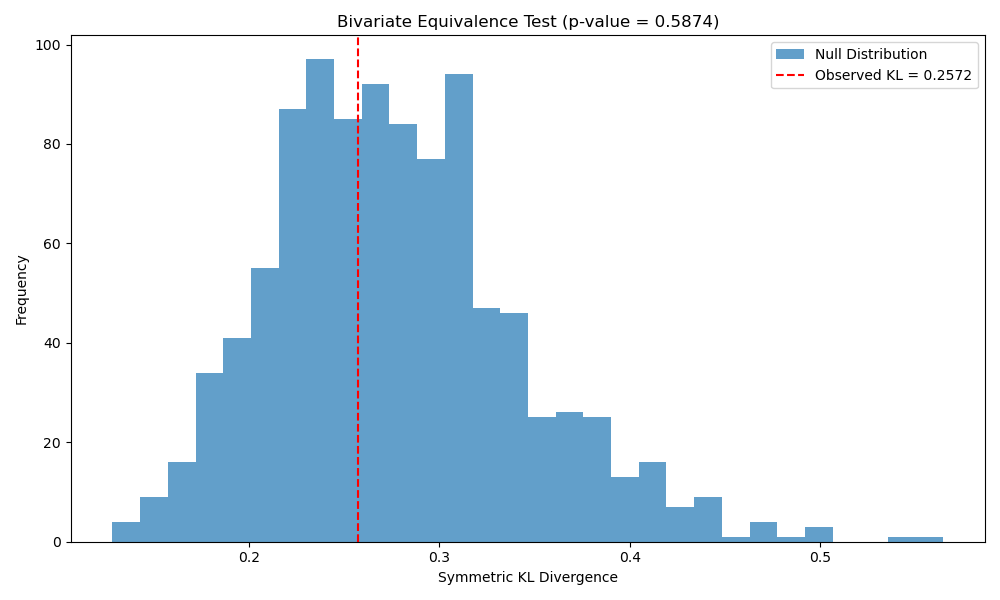 Bivariate Equivalence Test (p-value = 0.5874)
Null Distribution
Observed KL = 0.2572
Frequency
100
80
60
40
20
0
0.2 0.3 0.4 0.5
Symmetric KL Divergence